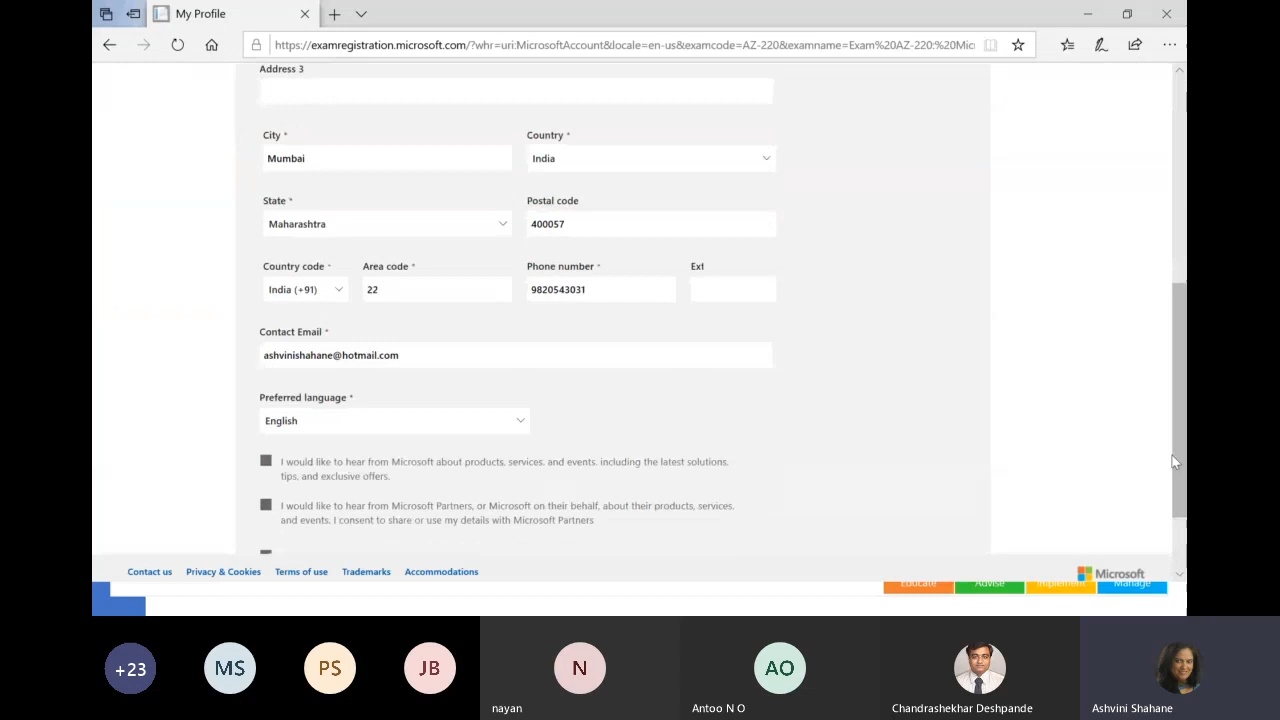 My Profile
https://examregistration.microsoft.com/?whr=uri:MicrosoftAccount&locale=en-us&examcode=AZ-220&examname=Exam%20AZ-220:%20Mic
Address 3
City * Country *
Mumbai India
State * Postal code
Maharashtra 400057
Country code * Area code * Phone number * Ext
India (+91) 22 9820543031
Contact Email *
ashvinishahane@hotmail.com
Preferred language *
English
I would like to hear from Microsoft about products, services, and events, including the latest solutions,
tips, and exclusive offers.
I would like to hear from Microsoft Partners, or Microsoft on their behalf, about their products, services,
and events. I consent to share or use my details with Microsoft Partners
Contact us Privacy & Cookies Terms of use Trademarks Accommodations Microsoft
Educate Advise Implement Manage
+23 MS PS JB N AO
nayan Antoo N O Chandrashekhar Deshpande Ashvini Shahane